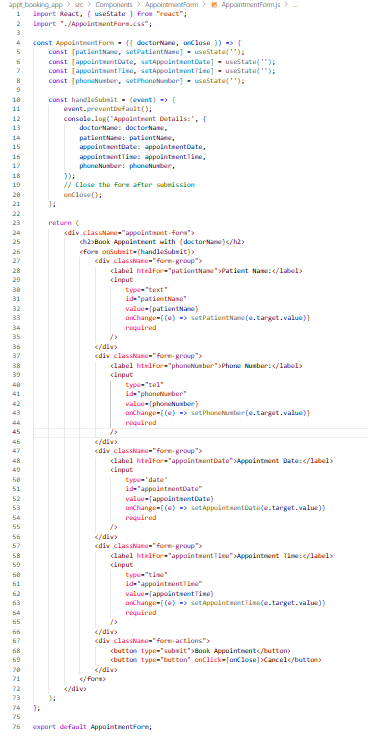 appt_booking_app > src > Components > AppointmentForm > AppointmentForm.js > ...
1 import React, { useState } from "react";
2 import "./AppointmentForm.css";
3
4 const AppointmentForm = ({ doctorName, onClose }) => {
5 const [patientName, setPatientName] = useState('');
6 const [appointmentDate, setAppointmentDate] = useState('');
7 const [appointmentTime, setAppointmentTime] = useState('');
8 const [phoneNumber, setPhoneNumber] = useState('');
9
10 const handleSubmit = (event) => {
11 event.preventDefault();
12 console.log('Appointment Details:', {
13 doctorName: doctorName,
14 patientName: patientName,
15 appointmentDate: appointmentDate,
16 appointmentTime: appointmentTime,
17 phoneNumber: phoneNumber,
18 });
19 // Close the form after submission
20 onClose();
21 };
22
23 return (
24 <div className="appointment-form">
25 <h2>Book Appointment with {doctorName}</h2>
26 <form onSubmit={handleSubmit}>
27 <div className="form-group">
28 <label htmlFor="patientName">Patient Name:</label>
29 <input
30 type="text"
31 id="patientName"
32 value={patientName}
33 onChange={(e) => setPatientName(e.target.value)}
34 required
35 />
36 </div>
37 <div className="form-group">
38 <label htmlFor="phoneNumber">Phone Number:</label>
39 <input
40 type="tel"
41 id="phoneNumber"
42 value={phoneNumber}
43 onChange={(e) => setPhoneNumber(e.target.value)}
44 required
45 />
46 </div>
47 <div className="form-group">
48 <label htmlFor="appointmentDate">Appointment Date:</label>
49 <input
50 type="date"
51 id="appointmentDate"
52 value={appointmentDate}
53 onChange={(e) => setAppointmentDate(e.target.value)}
54 required
55 />
56 </div>
57 <div className="form-group">
58 <label htmlFor="appointmentTime">Appointment Time:</label>
59 <input
60 type="time"
61 id="appointmentTime"
62 value={appointmentTime}
63 onChange={(e) => setAppointmentTime(e.target.value)}
64 required
65 />
66 </div>
67 <div className="form-actions">
68 <button type="submit">Book Appointment</button>
69 <button type="button" onClick={onClose}>Cancel</button>
70 </div>
71 </form>
72 </div>
73 );
74 };
75
76 export default AppointmentForm;